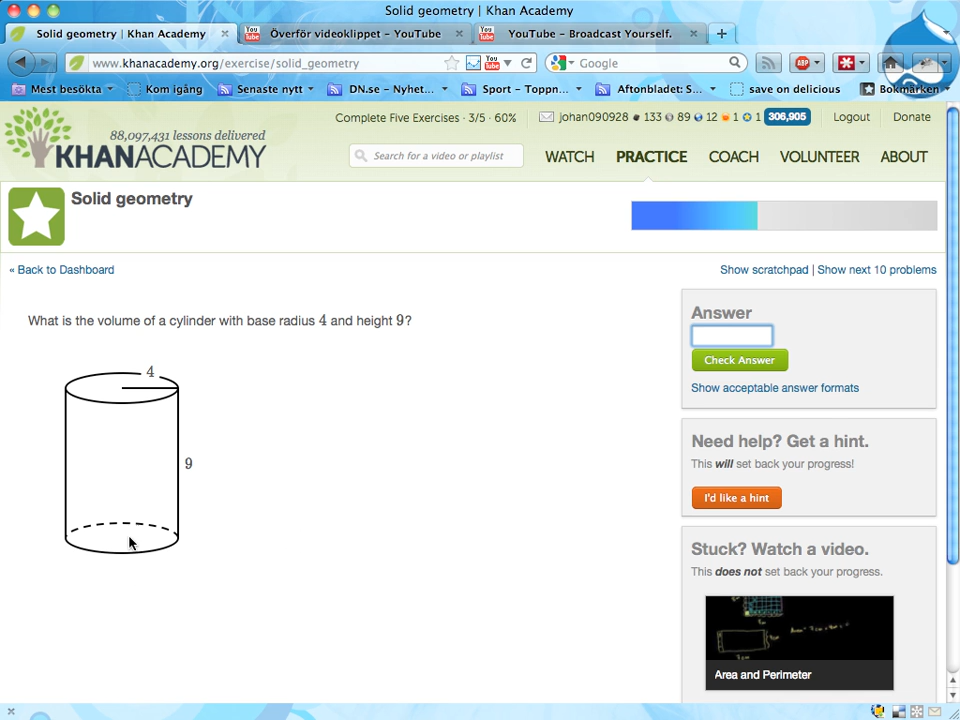 Solid geometry | Khan Academy
Solid geometry | Khan Academy
Överför videoklippet – YouTube
YouTube – Broadcast Yourself.
www.khanacademy.org/exercise/solid_geometry
Google
Mest besökta
Kom igång
Senaste nytt
DN.se – Nyhet...
Sport – Toppn...
Aftonbladet: S...
save on delicious
Bokmärken
88,097,431 lessons delivered
KHANACADEMY
Complete Five Exercises · 3/5 · 60%
johan090928 133 89 12 1 1 306,905
Logout
Donate
Search for a video or playlist
WATCH
PRACTICE
COACH
VOLUNTEER
ABOUT
Solid geometry
« Back to Dashboard
Show scratchpad | Show next 10 problems
What is the volume of a cylinder with base radius 4 and height 9?
4
9
Answer
Check Answer
Show acceptable answer formats
Need help? Get a hint.
This will set back your progress!
I'd like a hint
Stuck? Watch a video.
This does not set back your progress.
Area and Perimeter